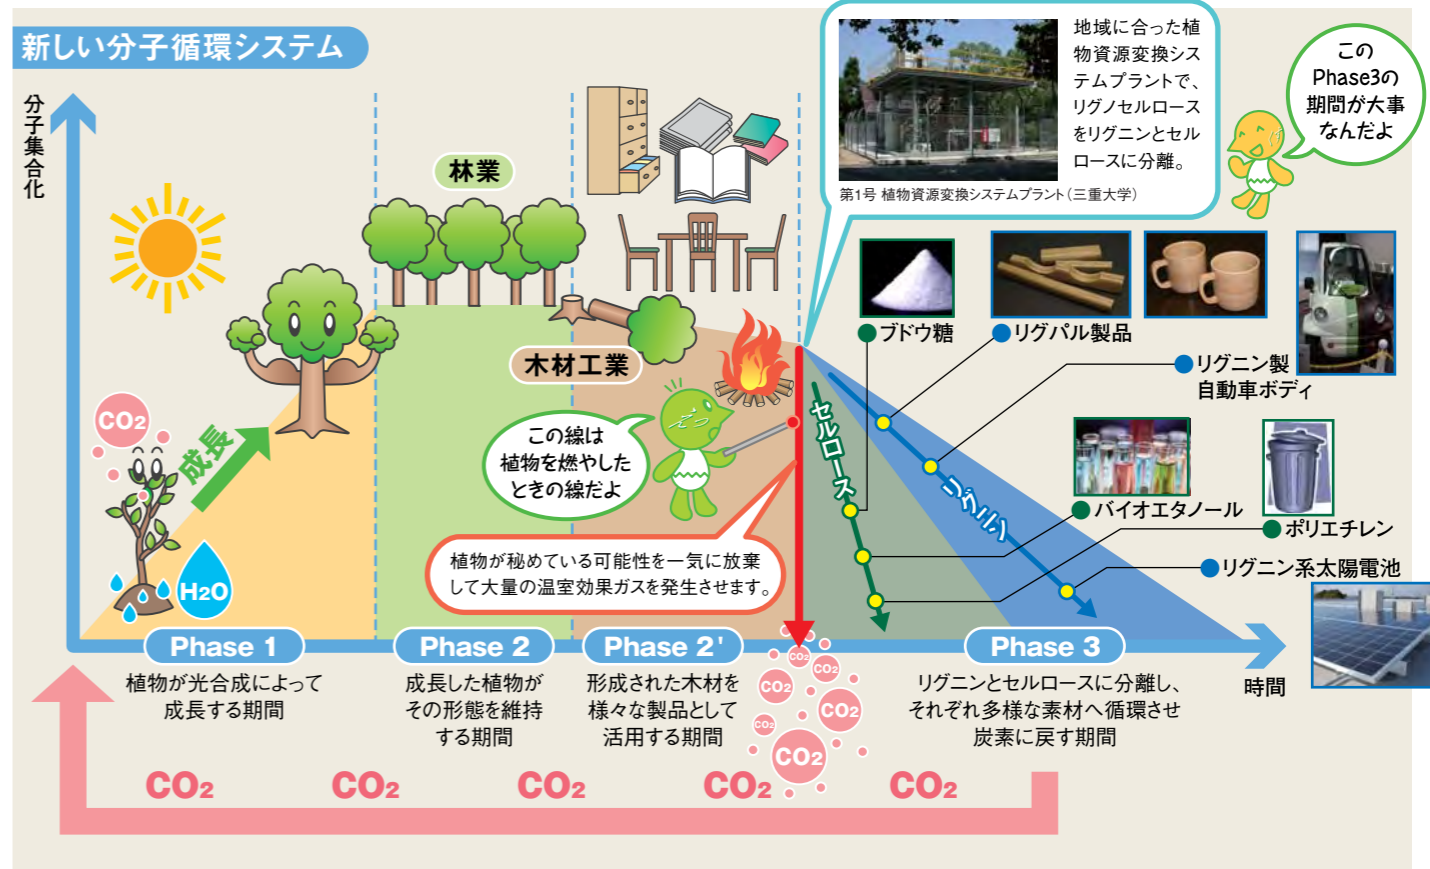 新しい分子循環システム
分子集合化
地域に合った植
物資源変換シス
テムプラントで、
リグノセルロース
をリグニンとセル
ロースに分離。
第1号 植物資源変換システムプラント(三重大学)
この
Phase3の
期間が大事
なんだよ
林業
木材工業
CO2
成長
H2O
この線は
植物を燃やした
ときの線だよ
植物が秘めている可能性を一気に放棄
して大量の温室効果ガスを発生させます。
セルロース
リグニン
ブドウ糖
リグパル製品
リグニン製
自動車ボディ
バイオエタノール
ポリエチレン
リグニン系太陽電池
Phase 1
植物が光合成によって
成長する期間
Phase 2
成長した植物が
その形態を維持
する期間
Phase 2'
形成された木材を
様々な製品として
活用する期間
CO2
CO2
CO2
CO2
CO2
CO2
Phase 3
リグニンとセルロースに分離し、
それぞれ多様な素材へ循環させ
炭素に戻す期間
時間
CO2 CO2 CO2 CO2 CO2